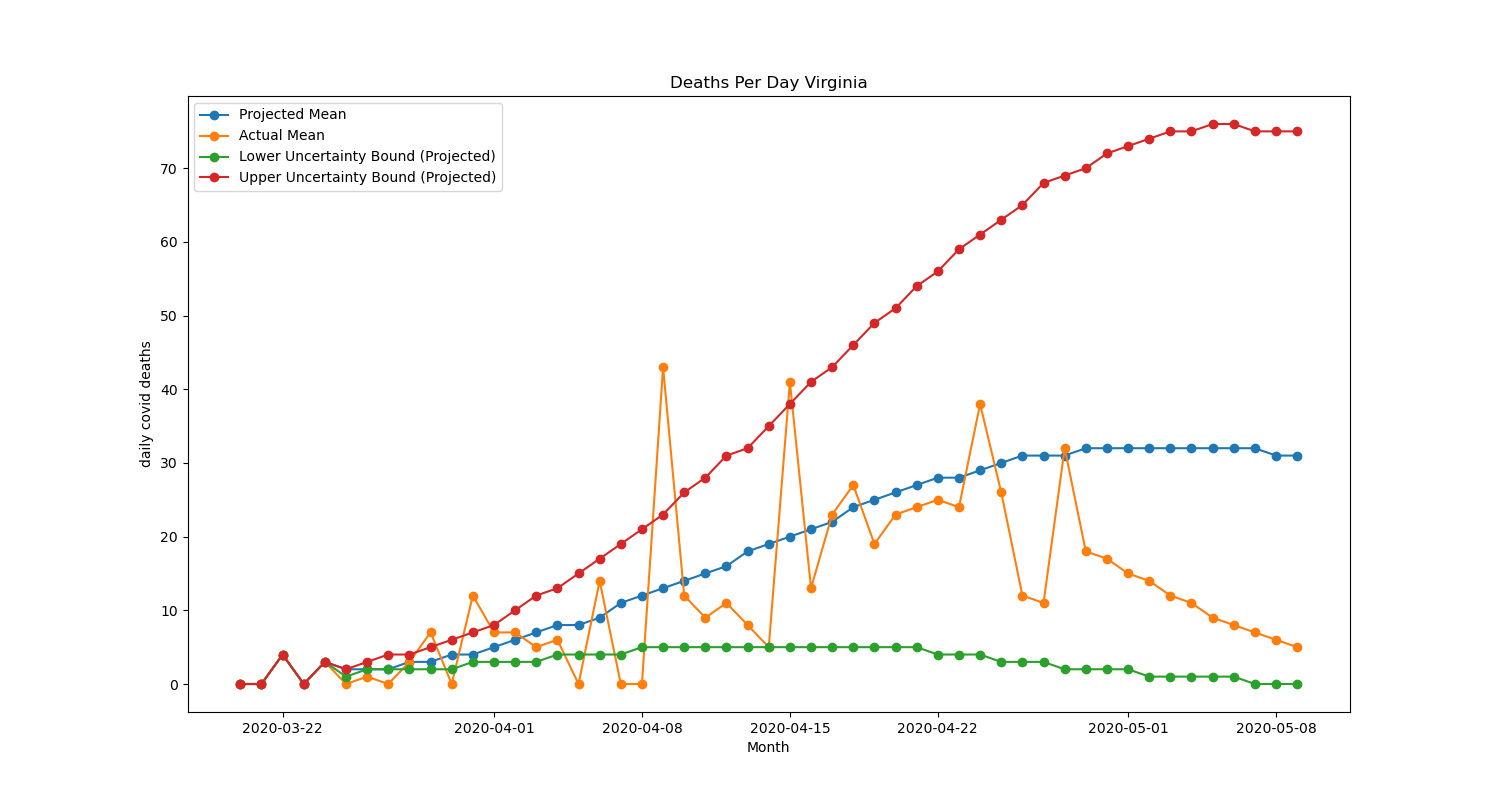 Deaths Per Day Virginia
Projected Mean
Actual Mean
Lower Uncertainty Bound (Projected)
Upper Uncertainty Bound (Projected)
daily covid deaths
70
60
50
40
30
20
10
0
2020-03-22 2020-04-01 2020-04-08 2020-04-15 2020-04-22 2020-05-01 2020-05-08
Month